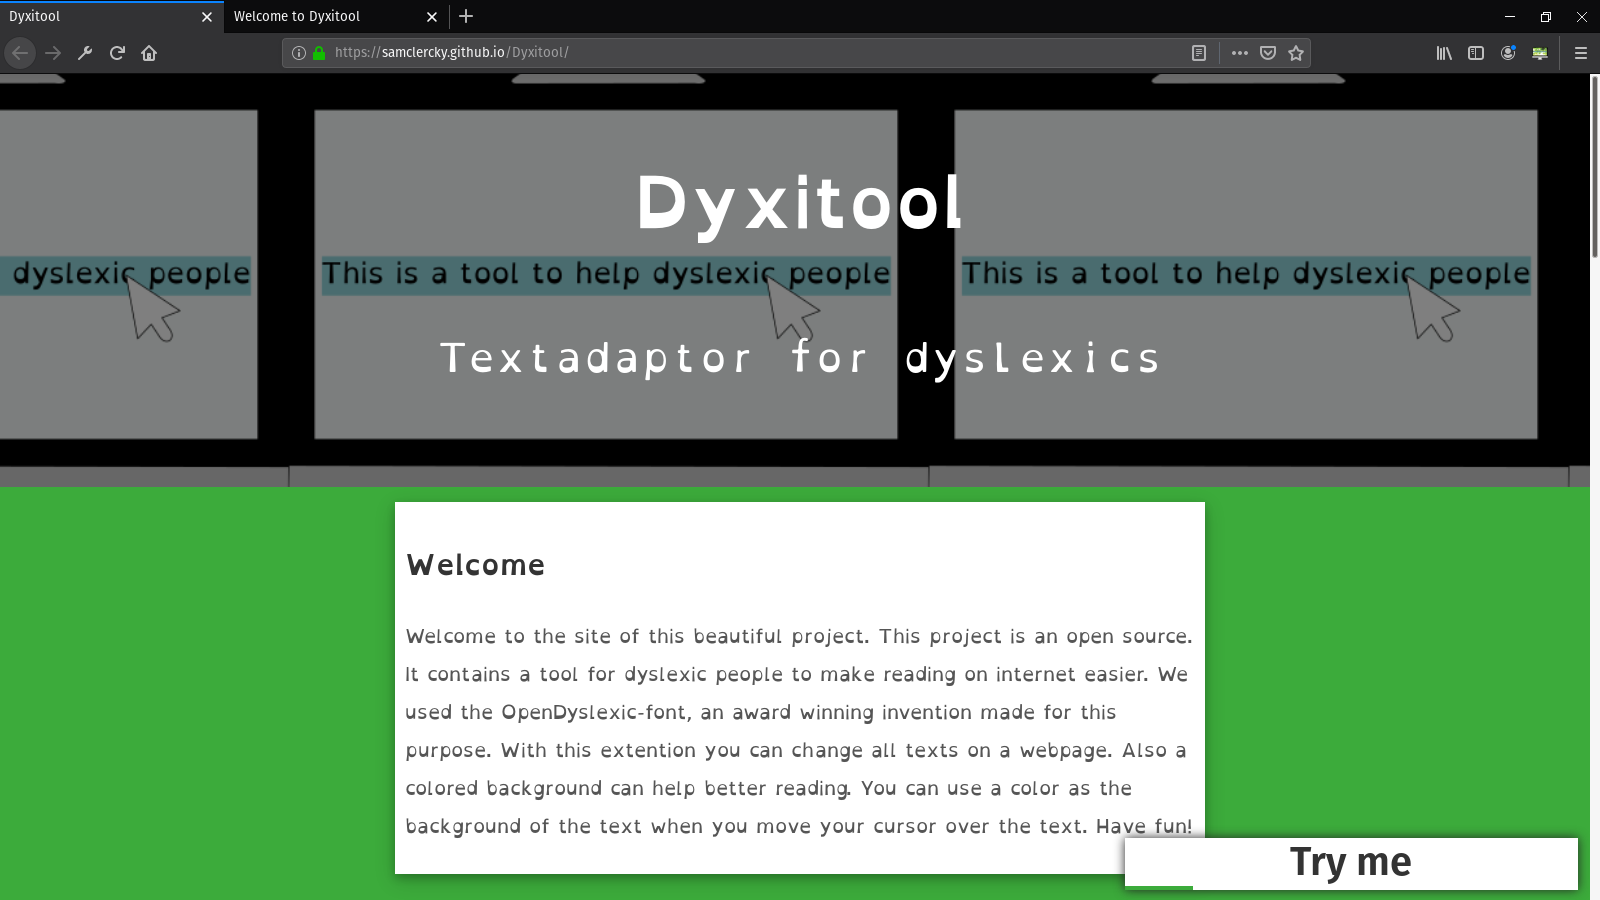 Dyxitool
Welcome to Dyxitool
https://samclercky.github.io/Dyxitool/
Dyxitool
dyslexic people
This is a tool to help dyslexic people
This is a tool to help dyslexic people
Textadaptor for dyslexics
Welcome
Welcome to the site of this beautiful project. This project is an open source.
It contains a tool for dyslexic people to make reading on internet easier. We
used the OpenDyslexic-font, an award winning invention made for this
purpose. With this extention you can change all texts on a webpage. Also a
colored background can help better reading. You can use a color as the
background of the text when you move your cursor over the text. Have fun!
Try me